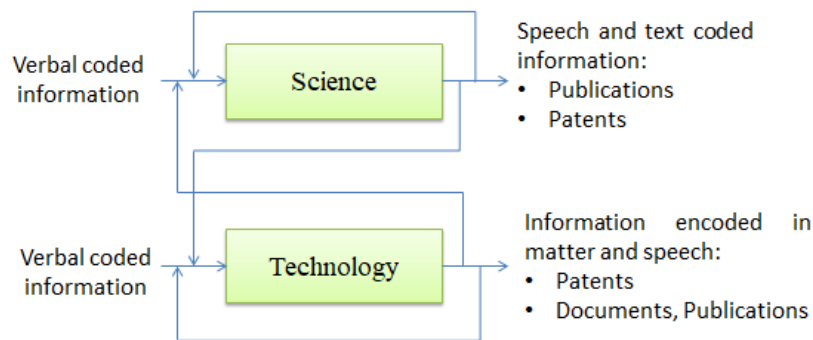 Verbal coded
information
Science
Speech and text coded
information:
• Publications
• Patents
Verbal coded
information
Technology
Information encoded in
matter and speech:
• Patents
• Documents, Publications